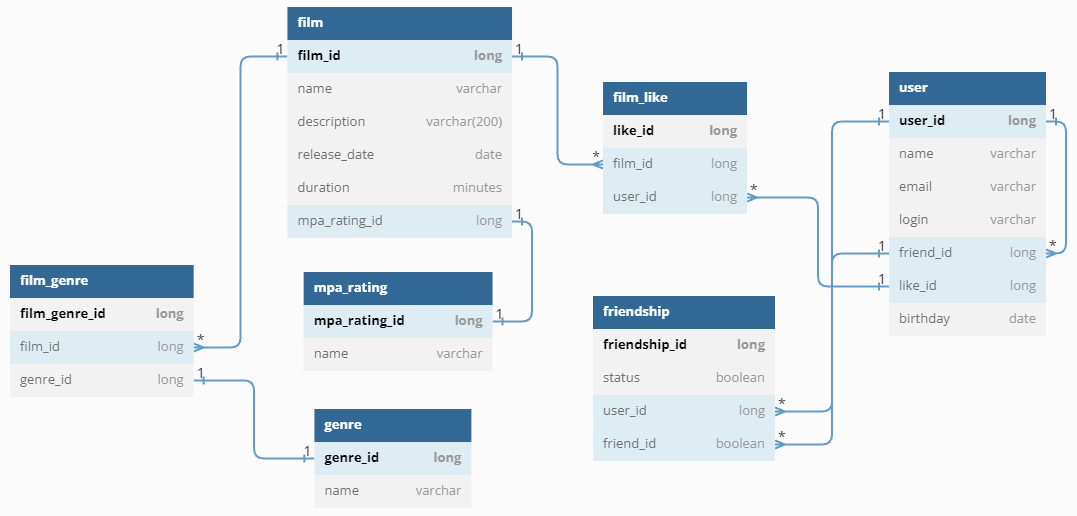 film
film_id long
name varchar
description varchar(200)
release_date date
duration minutes
mpa_rating_id long
film_like
like_id long
film_id long
user_id long
user
user_id long
name varchar
email varchar
login varchar
friend_id long
like_id long
birthday date
film_genre
film_genre_id long
film_id long
genre_id long
mpa_rating
mpa_rating_id long
name varchar
friendship
friendship_id long
status boolean
user_id long
friend_id boolean
genre
genre_id long
name varchar
1
1
1
1
*
*
1
1
*
*
1
1
1
1
*
*
*
1